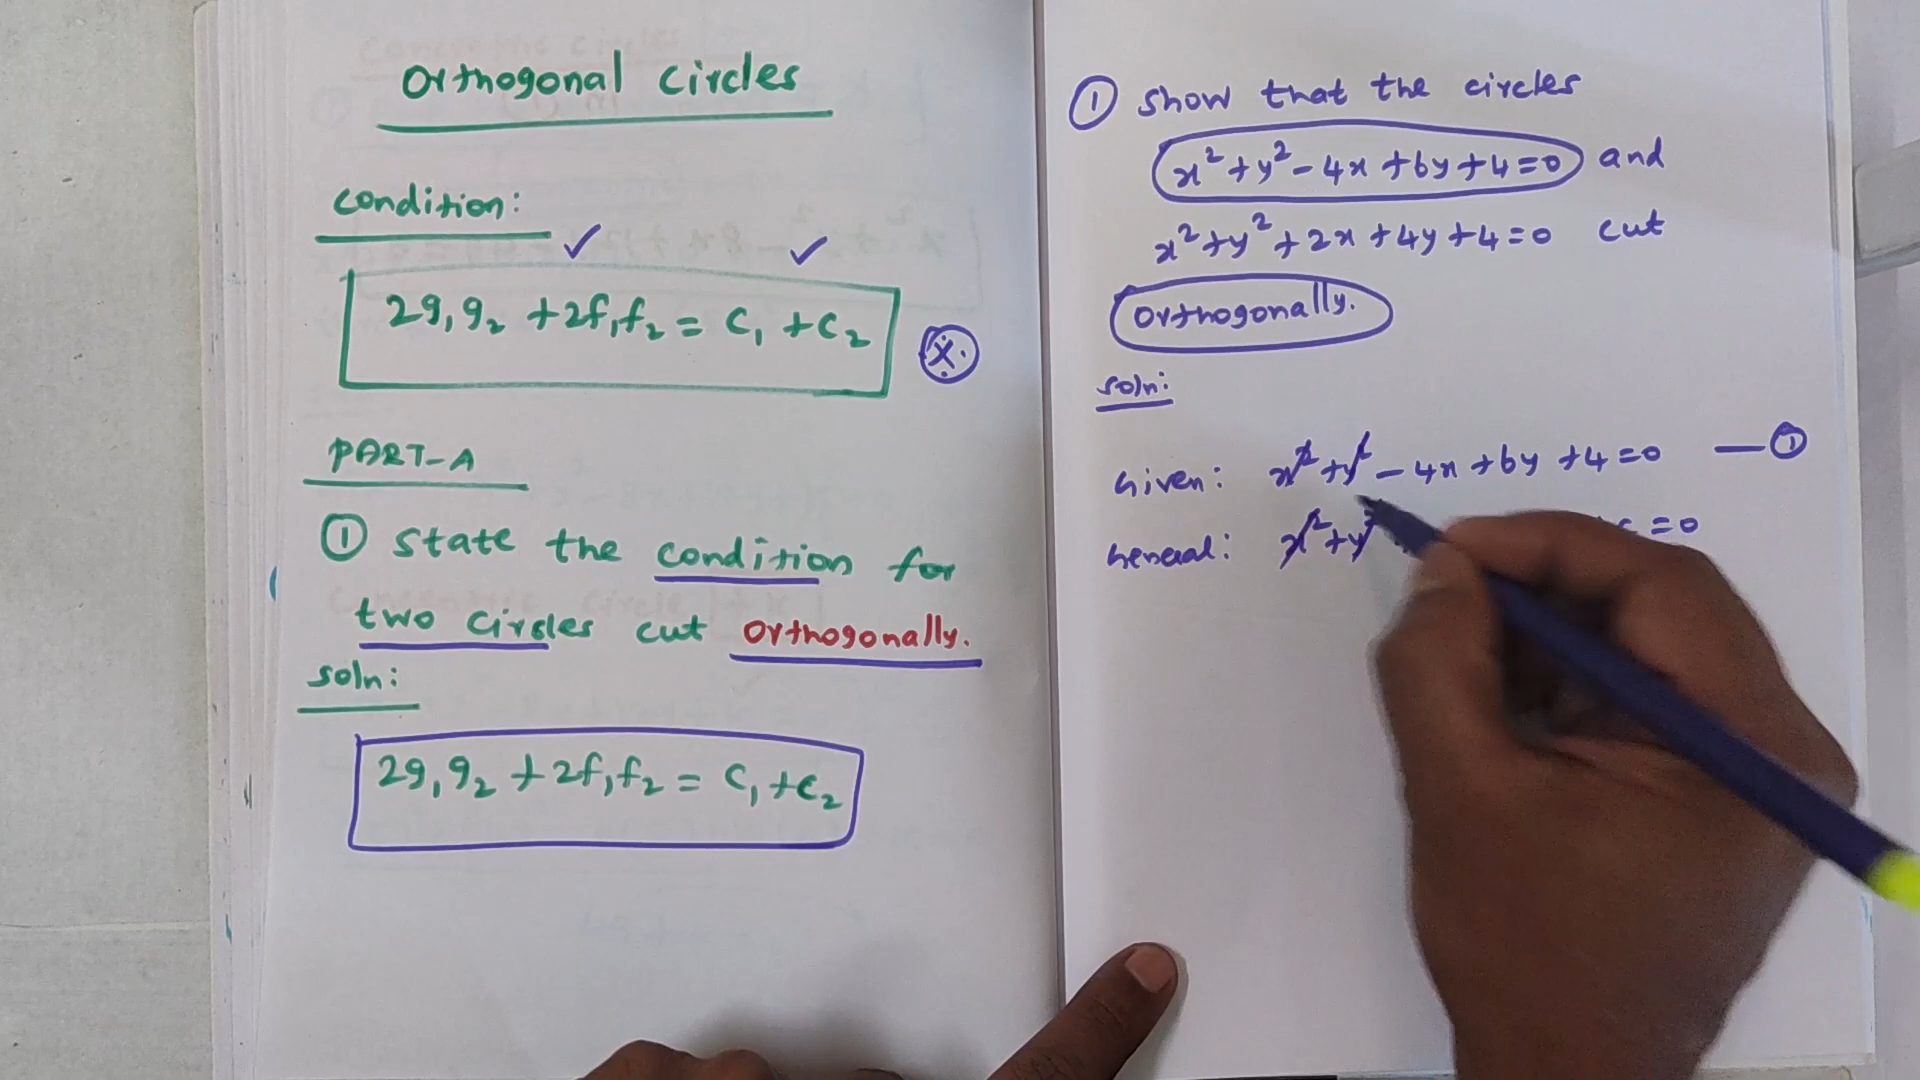 Orthogonal Circles
Condition:
2g₁g₂ + 2f₁f₂ = C₁ + C₂
PART-A
① State the condition for
two circles cut orthogonally.
Soln:
2g₁g₂ + 2f₁f₂ = C₁ + C₂
① Show that the circles
x² + y² - 4x + 6y + 4 = 0 and
x² + y² + 2x + 4y + 4 = 0 cut
Orthogonally.
Soln:
Given: x² + y² - 4x + 6y + 4 = 0 — ①
General: x² + y² = 0